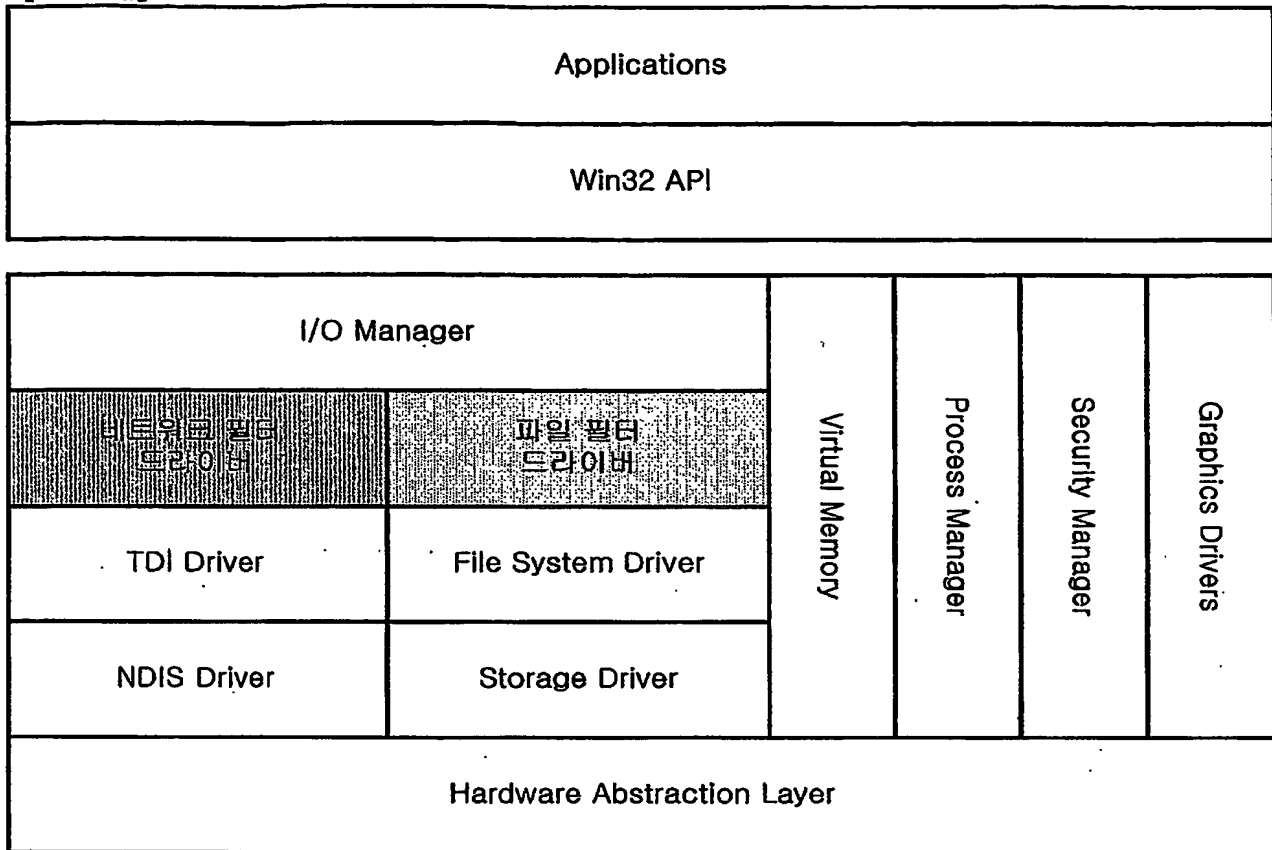 Applications
Win32 API
I/O Manager
네트워크 필터
드라이버
파일 필터
드라이버
TDI Driver
File System Driver
NDIS Driver
Storage Driver
Virtual Memory
Process Manager
Security Manager
Graphics Drivers
Hardware Abstraction Layer